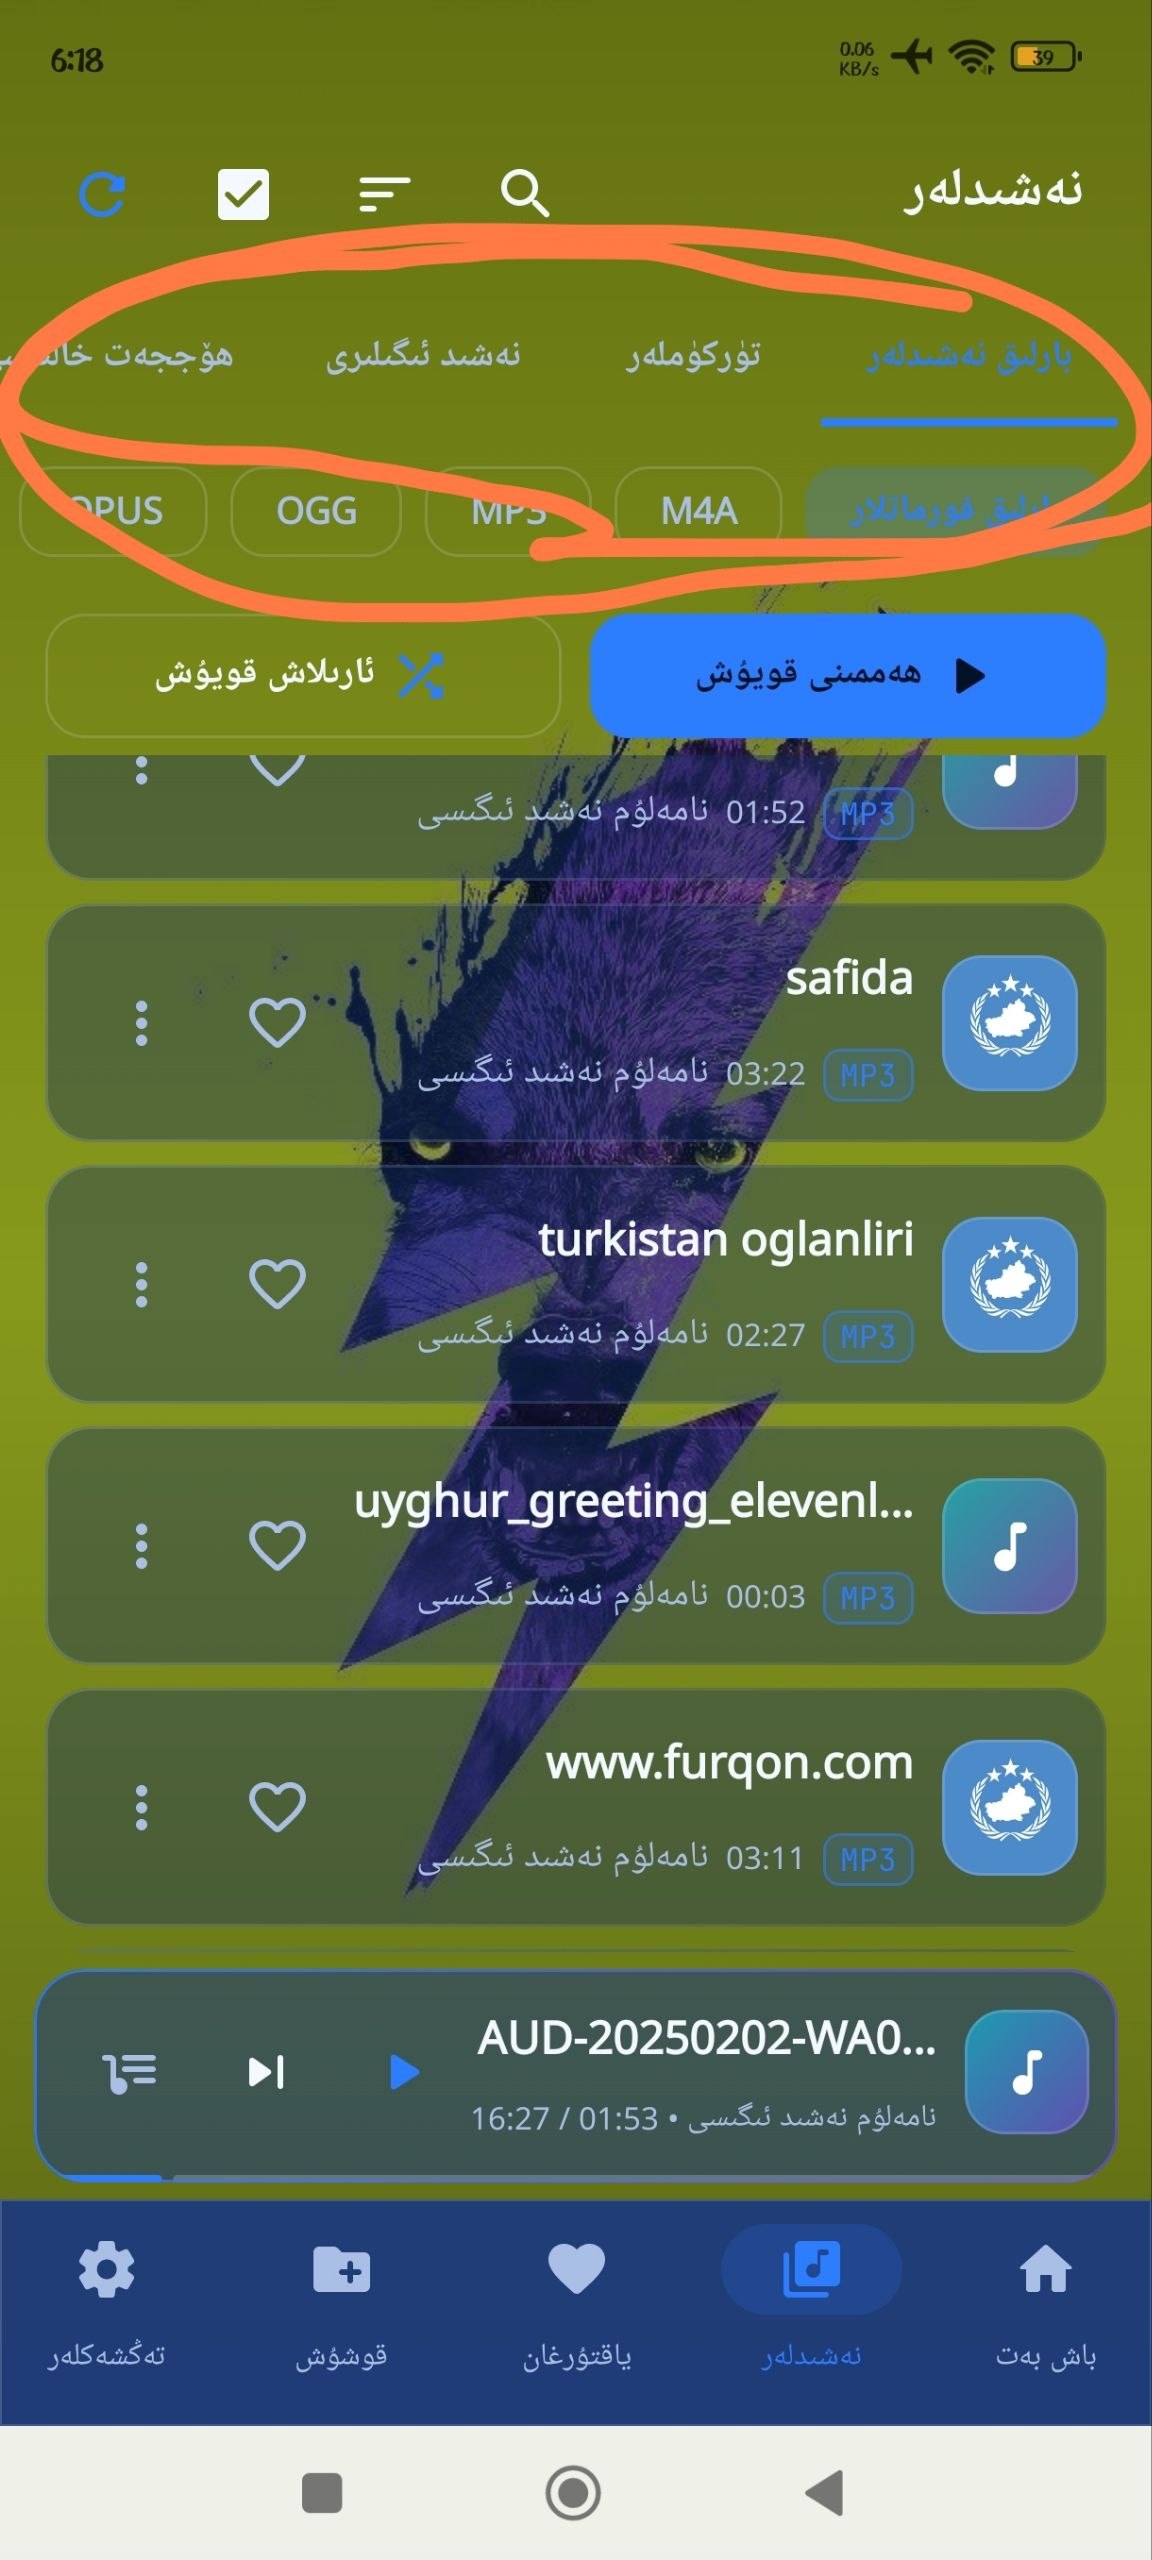 6:18
0.06 KB/s
39
نەشىدلەر
بارلىق نەشىدلەر تۈركۈملەر نەشىد ئىگىلىرى ھۆججەت
بارلىق فورماتلار M4A MP3 OGG OPUS
ھەممىنى قويۇش ئارىلاش قويۇش
MP3 01:52 نامەلۇم نەشىد ئىگىسى
safida
MP3 03:22 نامەلۇم نەشىد ئىگىسى
turkistan oglanliri
MP3 02:27 نامەلۇم نەشىد ئىگىسى
uyghur_greeting_elevenl...
MP3 00:03 نامەلۇم نەشىد ئىگىسى
www.furqon.com
MP3 03:11 نامەلۇم نەشىد ئىگىسى
AUD-20250202-WA0...
نامەلۇم نەشىد ئىگىسى • 01:53 / 16:27
باش بەت نەشىدلەر ياقتۇرغان قوشۇش تەڭشەكلەر